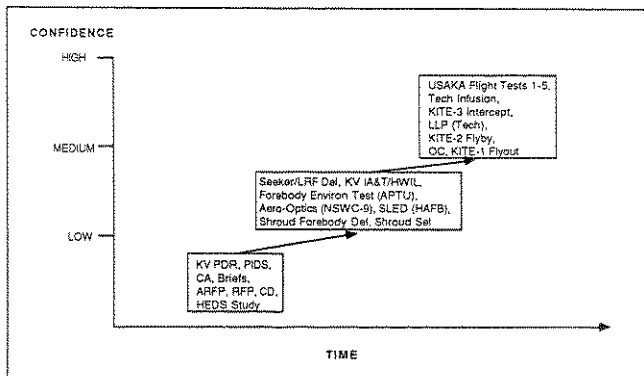 CONFIDENCE
HIGH
USAKA Flight Tests 1-5,
Tech Infusion,
KITE-3 Intercept,
LLP (Tech),
KITE-2 Flyby,
OC, KITE-1 Flyout
MEDIUM
Seeker/LRF Del, KV IA&T/HWIL,
Forebody Environ Test (APTU),
Aero-Optics (NSWC-9), SLED (HAFB),
Shroud Forebody Del, Shroud Sel
LOW
KV PDR, PIDS,
CA, Briefs,
ARFP, RFP, CD,
HEDS Study
TIME